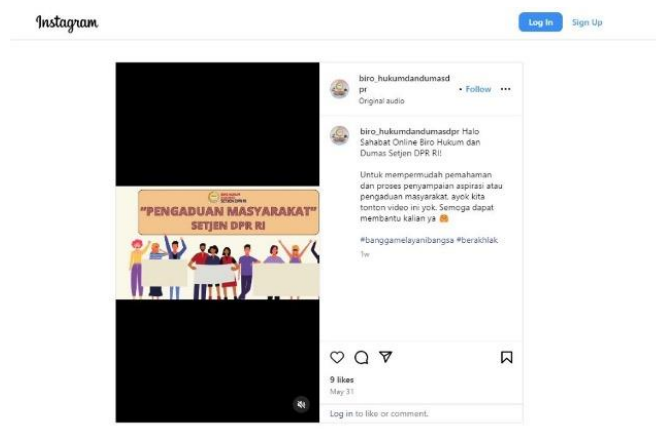 Instagram
Log In
Sign Up
biro_hukumdandumasd
pr
• Follow
Original audio
biro_hukumdandumasdpr Halo
Sahabat Online Biro Hukum dan
Dumas Setjen DPR RI!
Untuk mempermudah pemahaman
dan proses penyampaian aspirasi atau
pengaduan masyarakat, ayok kita
tonton video ini yok. Semoga dapat
membantu kalian ya 🤗
#banggamelayanibangsa #berakhlak
1w
"PENGADUAN MASYARAKAT"
SETJEN DPR RI
9 likes
May 31
Log in to like or comment.